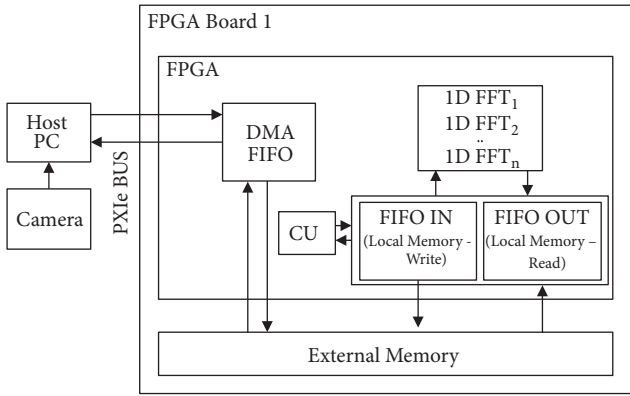 FPGA Board 1
FPGA
Host
PC
Camera
PXIe BUS
DMA
FIFO
1D FFT₁
1D FFT₂
..
1D FFTₙ
CU
FIFO IN
(Local Memory -
Write)
FIFO OUT
(Local Memory –
Read)
External Memory